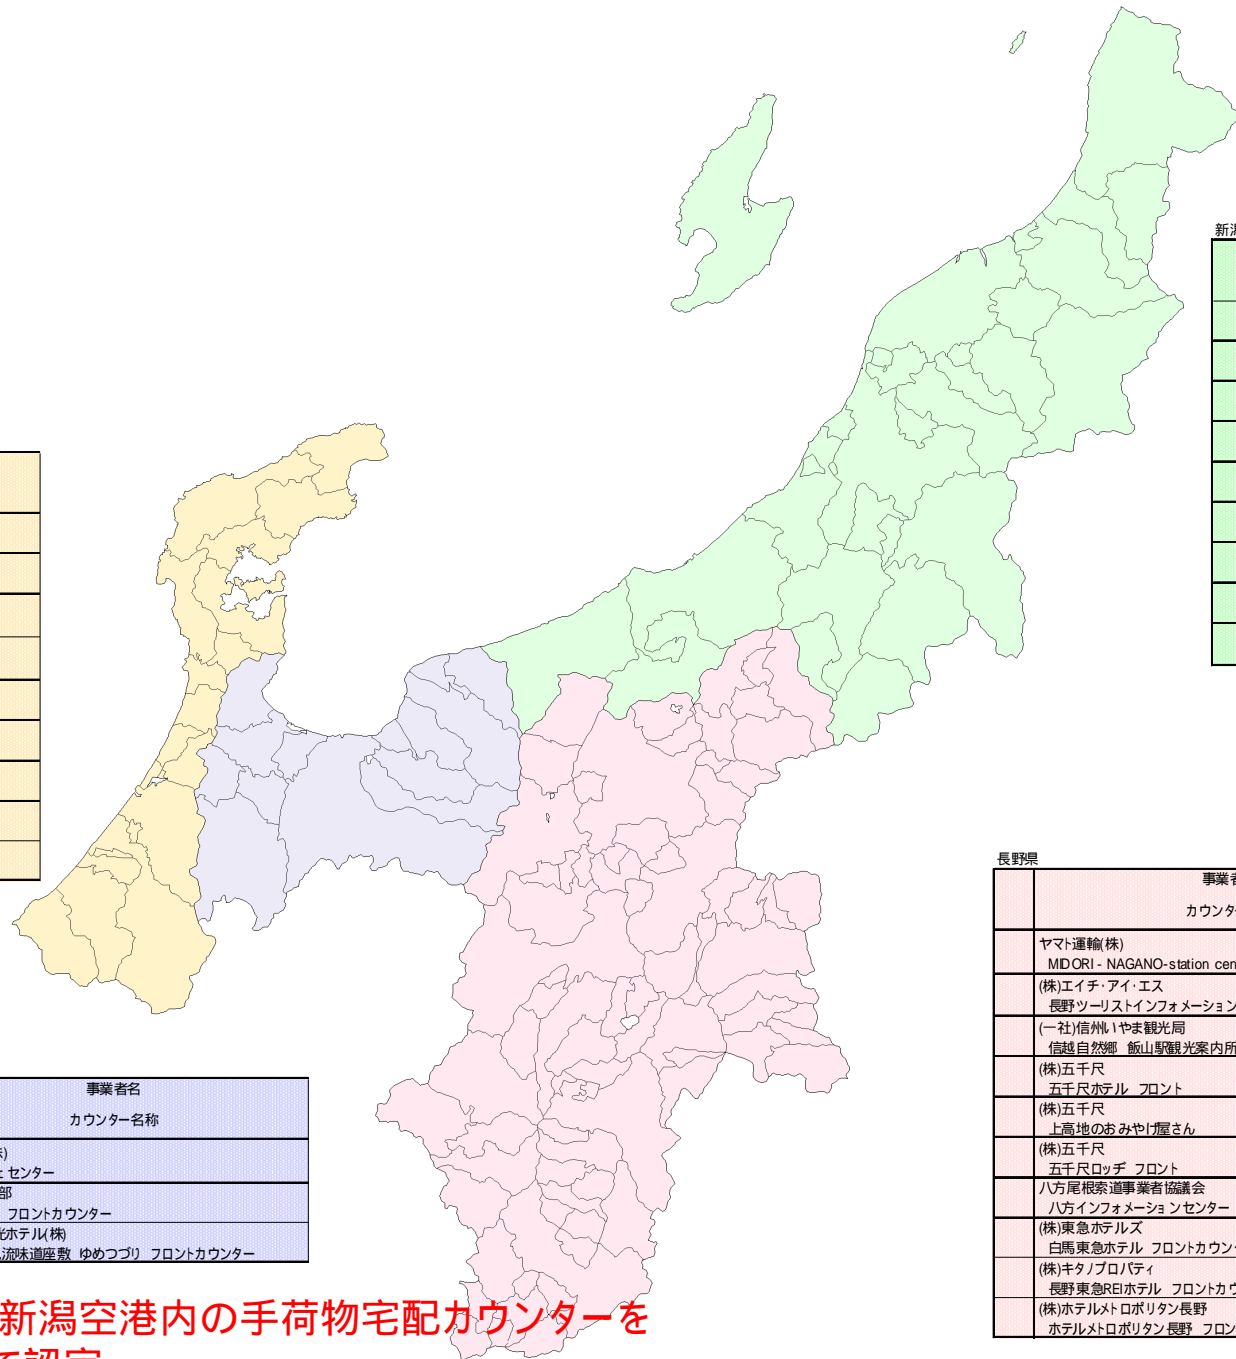 新潟
長野県
事業者
カウンター
ヤマト運輸(株)
MIDORI - NAGANO-station cen
(株)エイチ・アイ・エス
長野ツーリストインフォメーション
(一社)信州いいやま観光局
信越自然郷 飯山駅観光案内所
(株)五千尺
五千尺ホテル フロント
(株)五千尺
上高地のおみやげ屋さん
(株)五千尺
五千尺ロッヂ フロント
八方尾根索道事業者協議会
八方インフォメーションセンター
(株)東急ホテルズ
白馬東急ホテル フロントカウン
(株)キタノプロパティ
長野東急REIホテル フロントカウ
(株)ホテルメトロポリタン長野
ホテルメトロポリタン長野 フロン
事業者名
カウンター名称
センター
部
フロントカウンター
光ホテル(株)
流味道座敷 ゆめつづり フロントカウンター
新潟空港内の手荷物宅配カウンターを
て認定